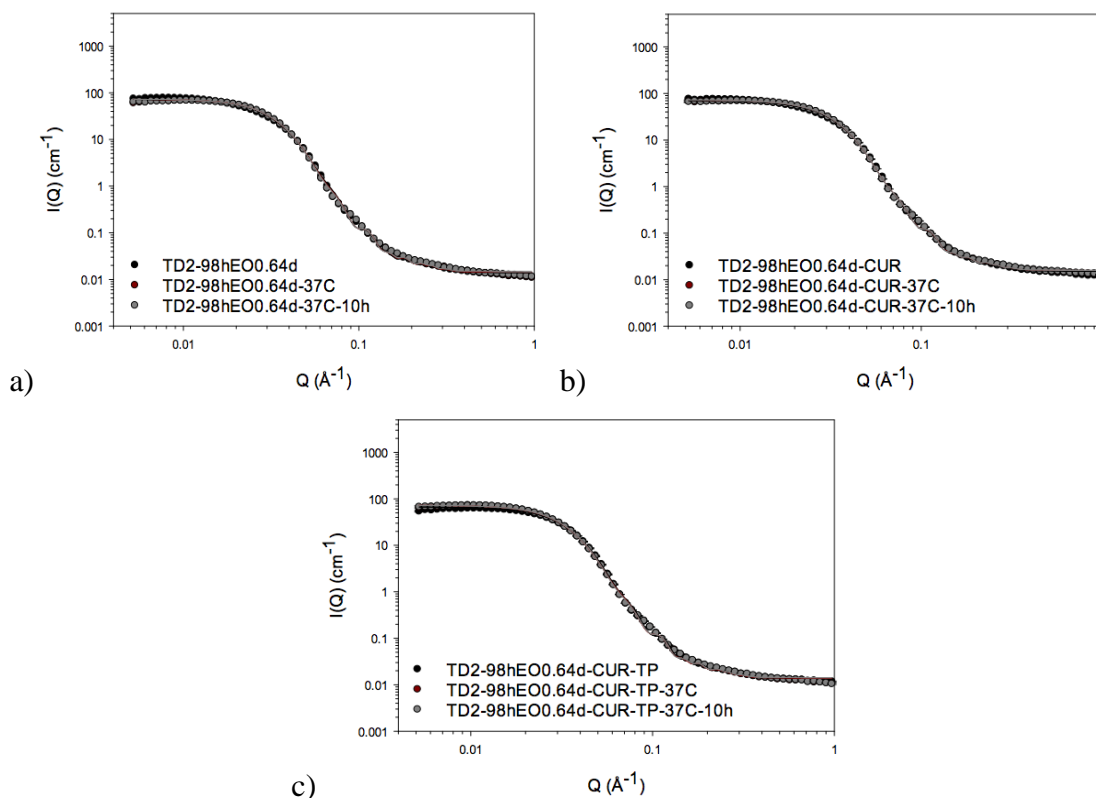 1000
100
10
1
0.1
0.01
0.001
I(Q) (cm⁻¹)
TD2-98hEO0.64d
TD2-98hEO0.64d-37C
TD2-98hEO0.64d-37C-10h
0.01 0.1 1
Q (Å⁻¹)
a)
1000
100
10
1
0.1
0.01
0.001
I(Q) (cm⁻¹)
TD2-98hEO0.64d-CUR
TD2-98hEO0.64d-CUR-37C
TD2-98hEO0.64d-CUR-37C-10h
0.01 0.1
Q (Å⁻¹)
b)
1000
100
10
1
0.1
0.01
0.001
I(Q) (cm⁻¹)
TD2-98hEO0.64d-CUR-TP
TD2-98hEO0.64d-CUR-TP-37C
TD2-98hEO0.64d-CUR-TP-37C-10h
0.01 0.1 1
Q (Å⁻¹)
c)